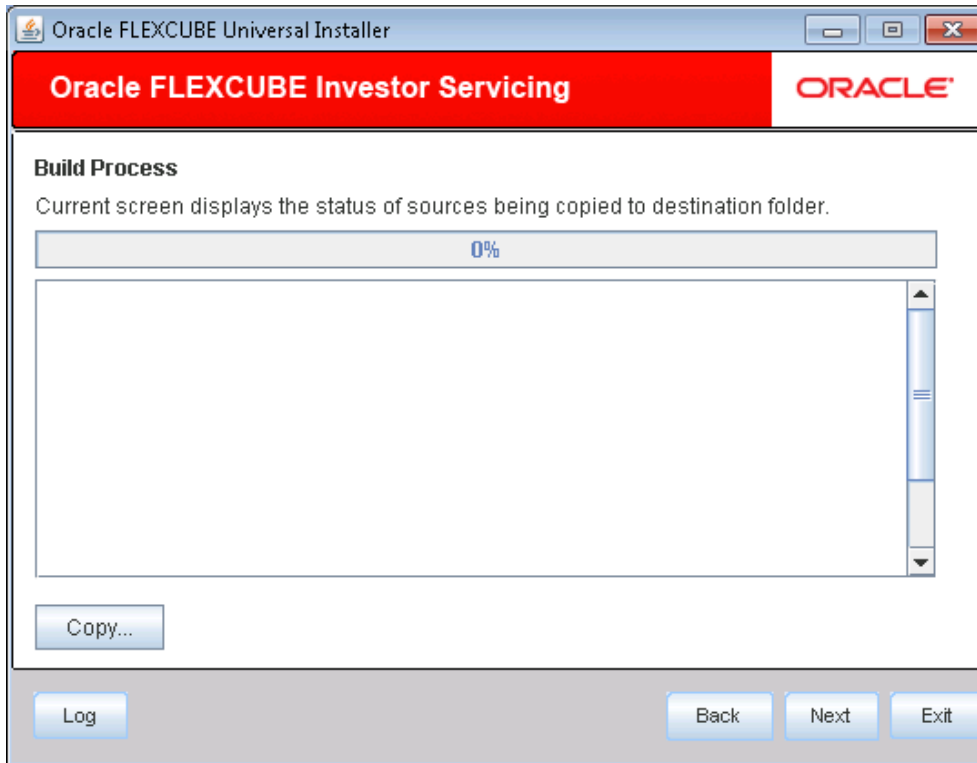 Oracle FLEXCUBE Universal Installer
Oracle FLEXCUBE Investor Servicing
ORACLE
Build Process
Current screen displays the status of sources being copied to destination folder.
0%
Copy...
Log
Back
Next
Exit